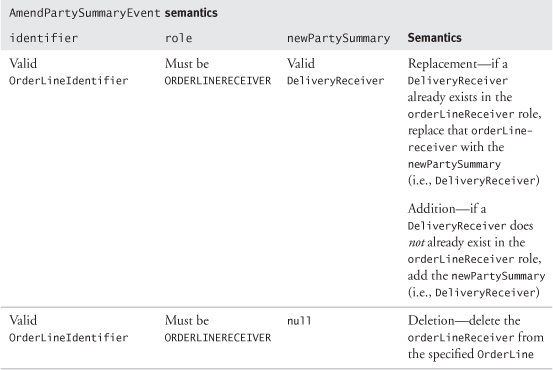 AmendPartySummaryEvent semantics
identifier role newPartySummary Semantics
Valid
OrderLineIdentifier
Must be
ORDERLINERECEIVER
Valid
DeliveryReceiver
Replacement—if a
DeliveryReceiver
already exists in the
orderLineReceiver role,
replace that orderLine-
receiver with the
newPartySummary
(i.e., DeliveryReceiver)
Addition—if a
DeliveryReceiver does
not already exist in the
orderLineReceiver role,
add the newPartySummary
(i.e., DeliveryReceiver)
Valid
OrderLineIdentifier
Must be
ORDERLINERECEIVER
null
Deletion—delete the
orderLineReceiver from
the specified OrderLine